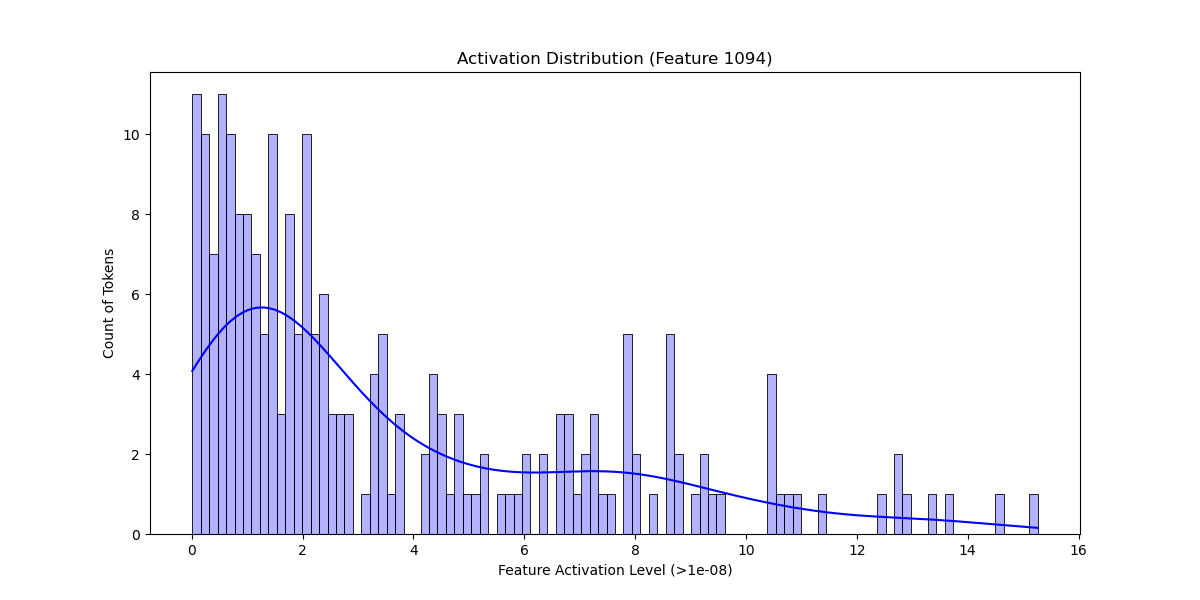 Activation Distribution (Feature 1094)
Count of Tokens
10
8
6
4
2
0
0 2 4 6 8 10 12 14 16
Feature Activation Level (>1e-08)